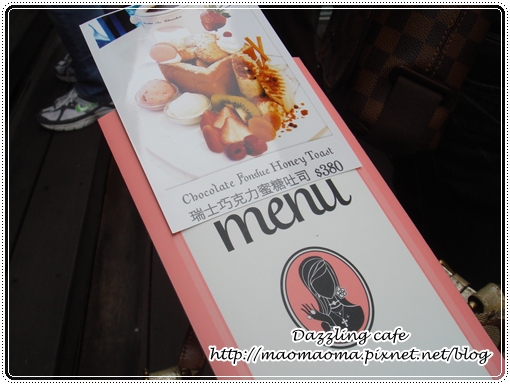 Chocolate Fondue Honey Toast
瑞士巧克力蜜糖吐司 $380
menu
Dazzling cafe
http://maomaoma.pixnet.net/blog